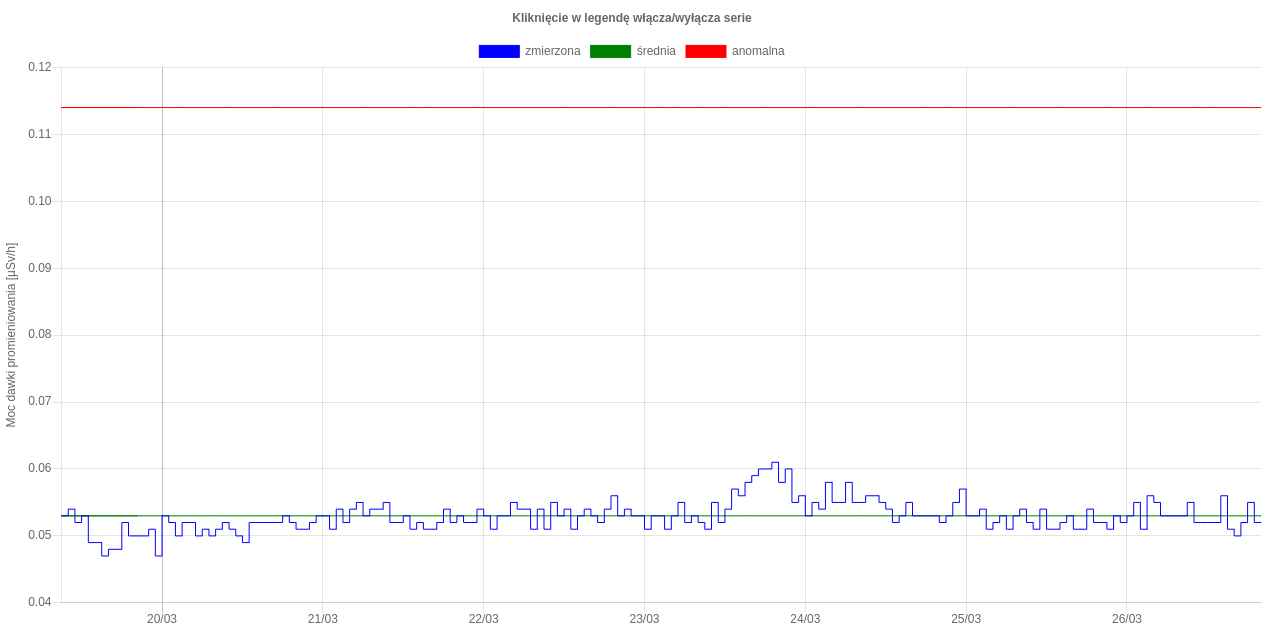 Kliknięcie w legendę włącza/wyłącza serie
zmierzona średnia anomalna
Moc dawki promieniowania [µSv/h]
0.12
0.11
0.10
0.09
0.08
0.07
0.06
0.05
0.04
20/03 21/03 22/03 23/03 24/03 25/03 26/03